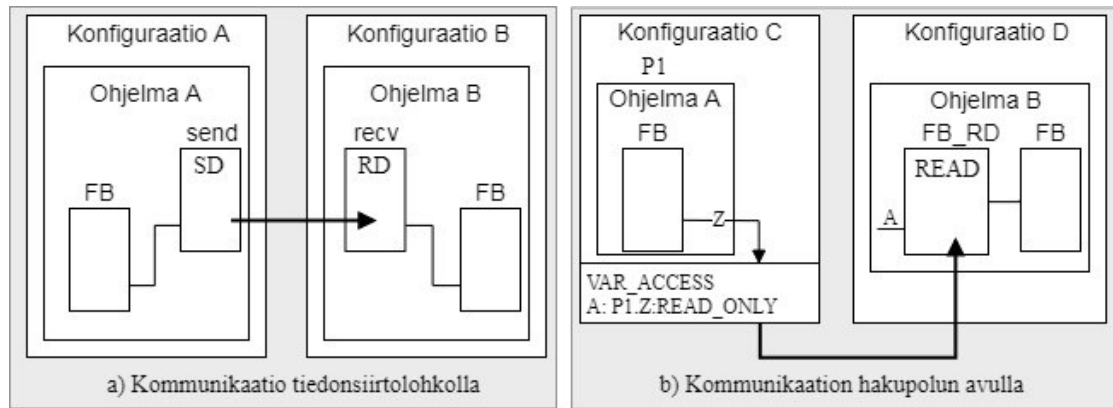 Konfiguraatio A
Ohjelma A
send
SD
FB
Konfiguraatio B
Ohjelma B
recv
RD
FB
a) Kommunikaatio tiedonsiirtolohkolla
Konfiguraatio C
P1
Ohjelma A
FB
Z
VAR_ACCESS
A: P1.Z:READ_ONLY
Konfiguraatio D
Ohjelma B
FB_RD
FB
READ
A
b) Kommunikaation hakupolun avulla